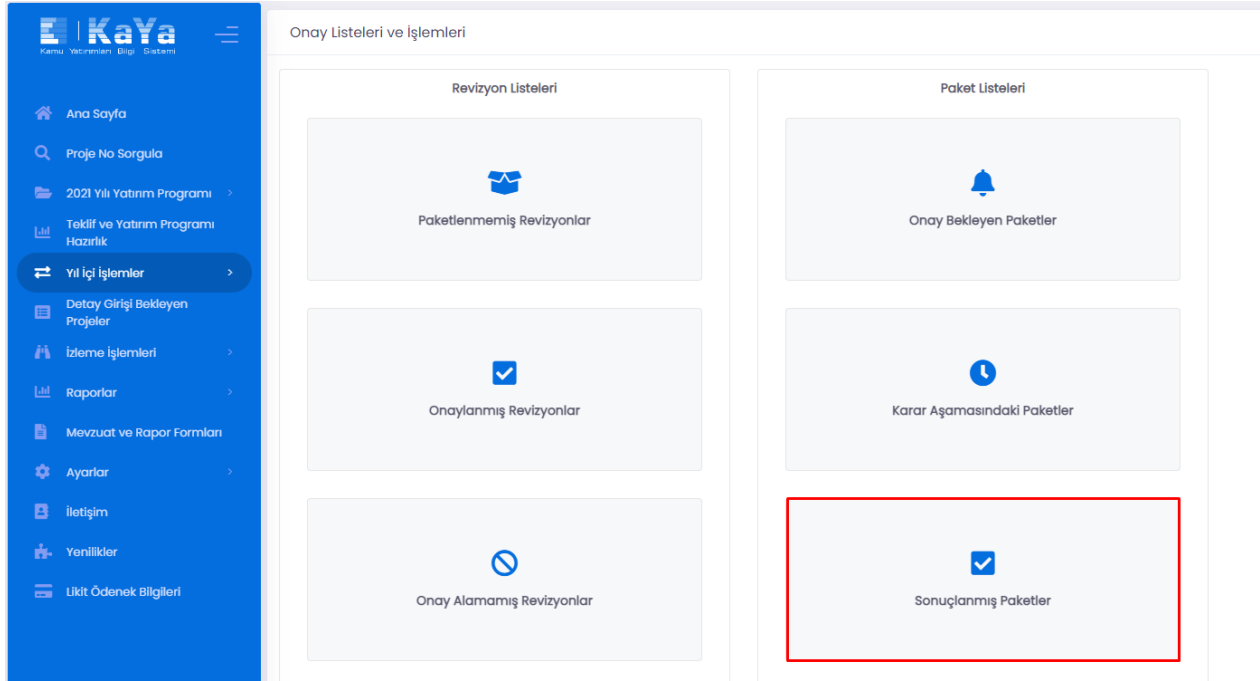 KaYa
Kamu Yatırımları Bilgi Sistemi
Ana Sayfa
Proje No Sorgula
2021 Yılı Yatırım Programı
Teklif ve Yatırım Programı
Hazırlık
Yıl İçi İşlemler
Detay Girişi Bekleyen
Projeler
İzleme İşlemleri
Raporlar
Mevzuat ve Rapor Formları
Ayarlar
İletişim
Yenilikler
Likit Ödenek Bilgileri
Onay Listeleri ve İşlemleri
Revizyon Listeleri
Paketlenmemiş Revizyonlar
Onaylanmış Revizyonlar
Onay Alamamış Revizyonlar
Paket Listeleri
Onay Bekleyen Paketler
Karar Aşamasındaki Paketler
Sonuçlanmış Paketler